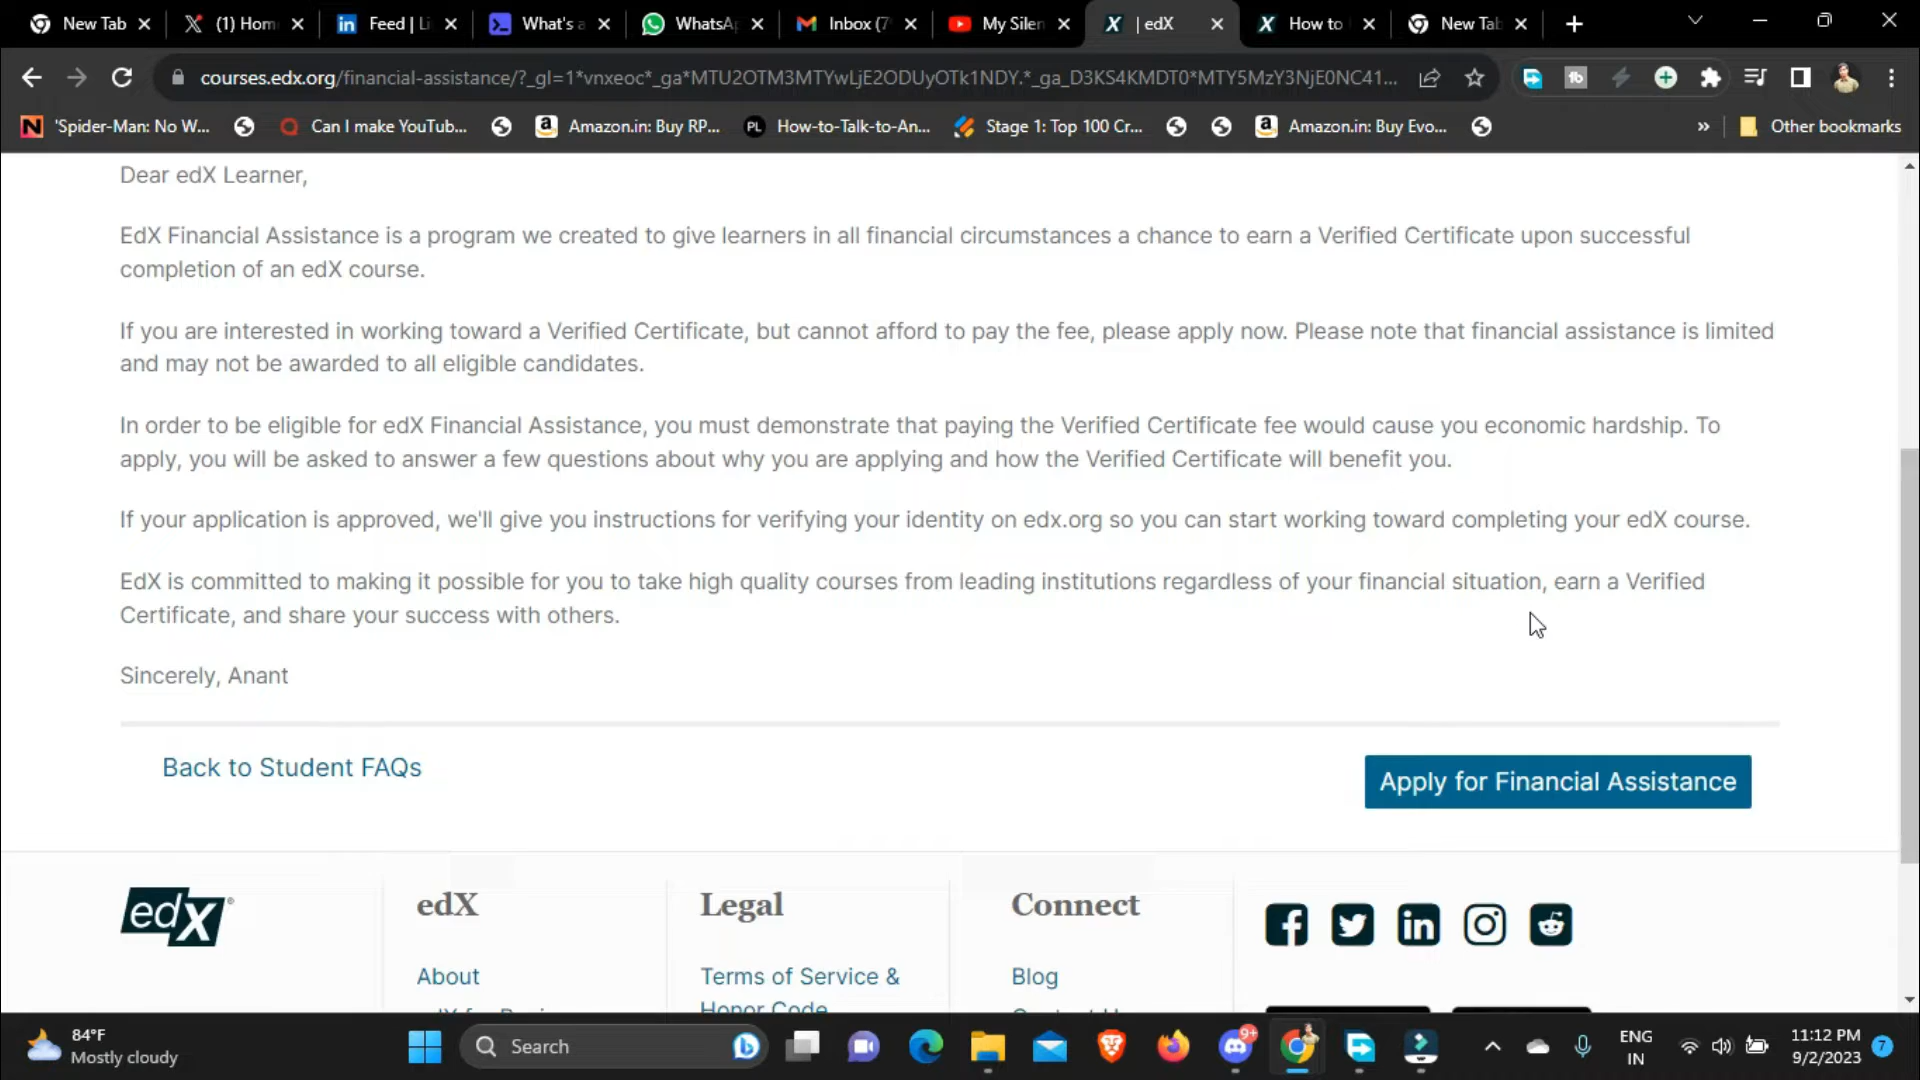 New Tab
(1) Hom
Feed | Li
What's a
WhatsAp
Inbox (7
My Silen
| edX
How to
New Tab
courses.edx.org/financial-assistance/?_gl=1*vnxeoc*_ga*MTU2OTM3MTYwLjE2ODUyOTk1NDY.*_ga_D3KS4KMDT0*MTY5MzY3NjE0NC41...
'Spider-Man: No W...
Can I make YouTub...
Amazon.in: Buy RP...
How-to-Talk-to-An...
Stage 1: Top 100 Cr...
Amazon.in: Buy Evo...
»
Other bookmarks
Dear edX Learner,
EdX Financial Assistance is a program we created to give learners in all financial circumstances a chance to earn a Verified Certificate upon successful
completion of an edX course.
If you are interested in working toward a Verified Certificate, but cannot afford to pay the fee, please apply now. Please note that financial assistance is limited
and may not be awarded to all eligible candidates.
In order to be eligible for edX Financial Assistance, you must demonstrate that paying the Verified Certificate fee would cause you economic hardship. To
apply, you will be asked to answer a few questions about why you are applying and how the Verified Certificate will benefit you.
If your application is approved, we'll give you instructions for verifying your identity on edx.org so you can start working toward completing your edX course.
EdX is committed to making it possible for you to take high quality courses from leading institutions regardless of your financial situation, earn a Verified
Certificate, and share your success with others.
Sincerely, Anant
Back to Student FAQs
Apply for Financial Assistance
edX
edX
Legal
Connect
About
Terms of Service &
Blog
Honor Code
84°F
Mostly cloudy
Search
9+
ENG
IN
11:12 PM
9/2/2023
7